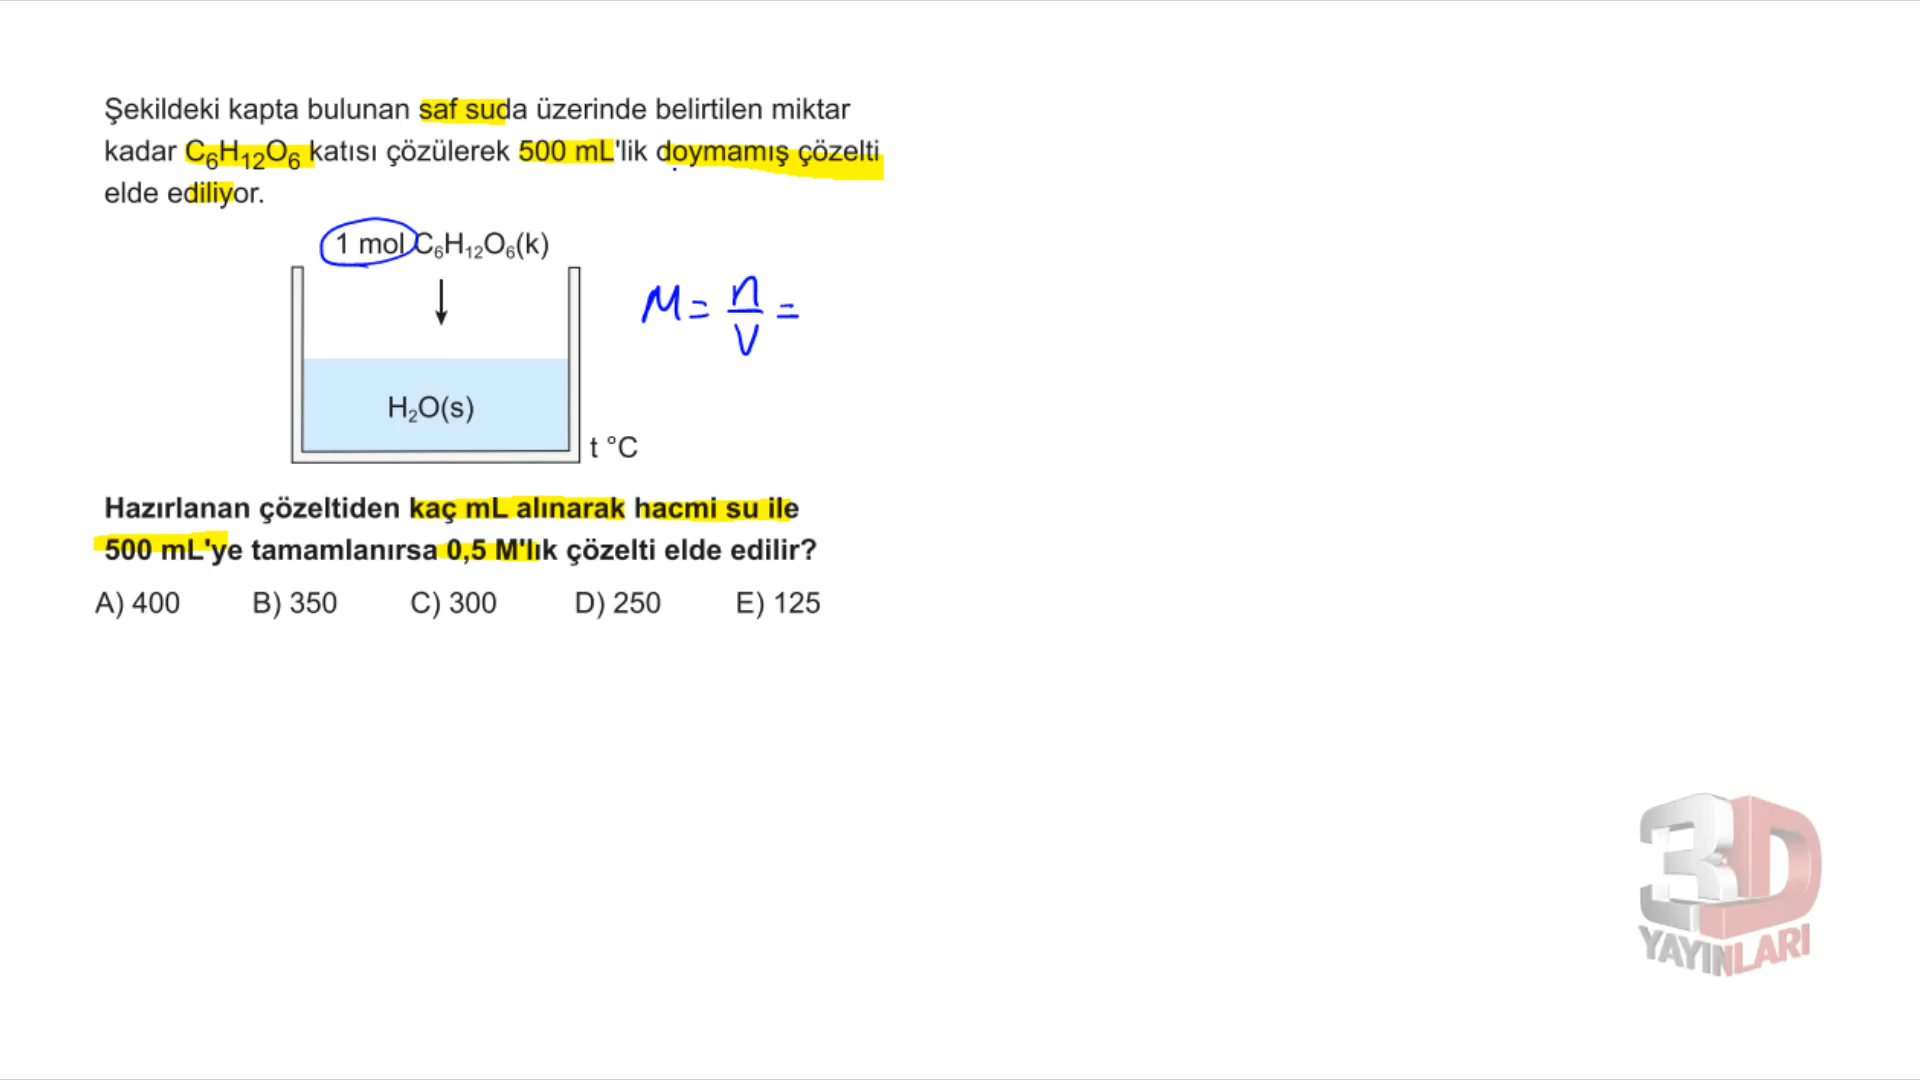 Şekildeki kapta bulunan saf suda üzerinde belirtilen miktar
kadar C₆H₁₂O₆ katısı çözülerek 500 mL'lik doymamış çözelti
elde ediliyor.
1 mol C₆H₁₂O₆(k)
M = n/V =
H₂O(s)
t °C
Hazırlanan çözeltiden kaç mL alınarak hacmi su ile
500 mL'ye tamamlanırsa 0,5 M'lık çözelti elde edilir?
A) 400 B) 350 C) 300 D) 250 E) 125
3D
YAYINLARI